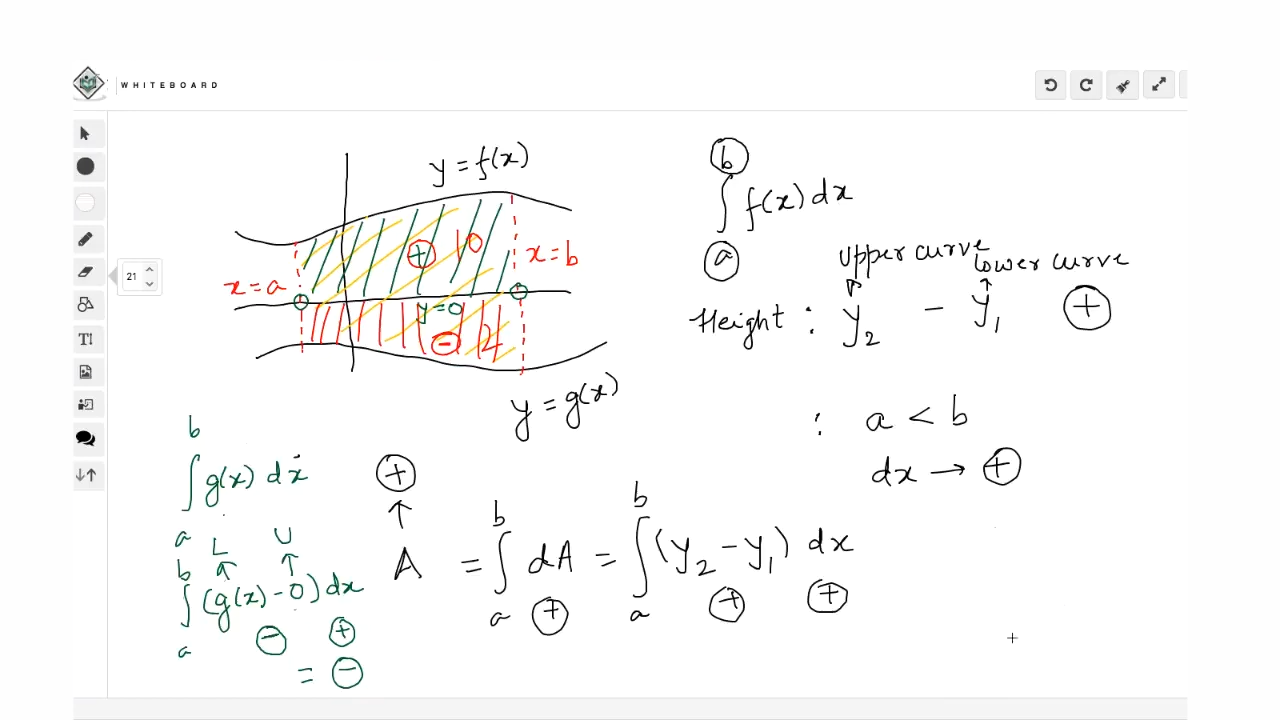 WHITEBOARD
21
y = f(x)
+ 10
x = a
x = b
y = 0
− 4
y = g(x)
b
∫ f(x) dx
a
upper curve
lower curve
Height : y₂ − y₁ +
: a < b
dx → +
b
∫ g(x) dx
a
L U
b
∫ (g(x) − 0) dx
a
− +
= −
+
↑
b b
A = ∫ dA = ∫ (y₂ − y₁) dx
a + a + +